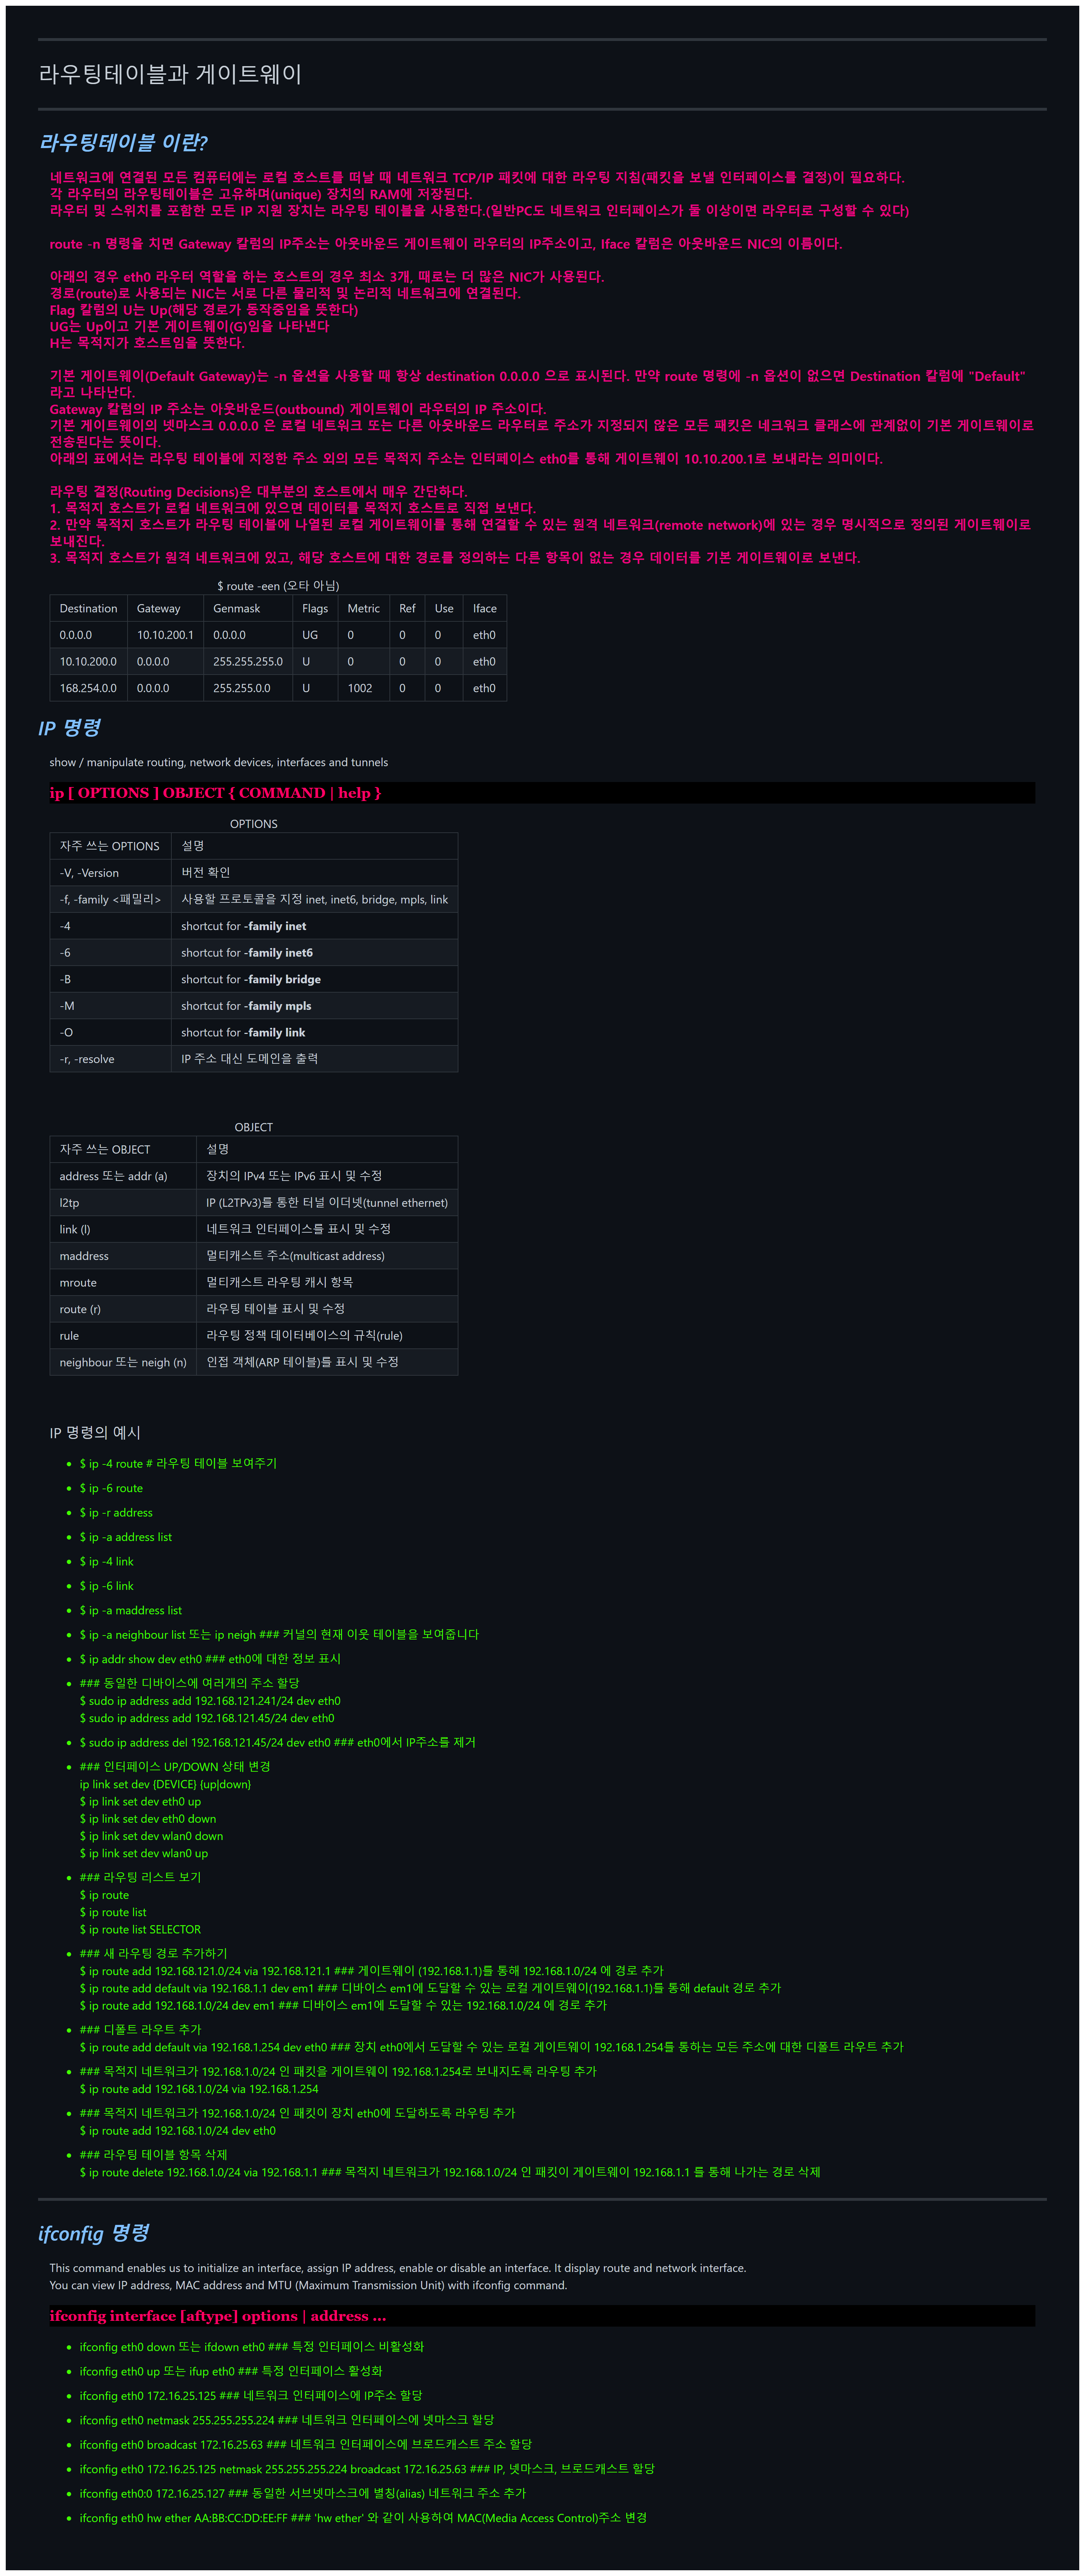 라우팅테이블과 게이트웨이
라우팅테이블 이란?
네트워크에 연결된 모든 컴퓨터에는 로컬 호스트를 떠날 때 네트워크 TCP/IP 패킷에 대한 라우팅 지침(패킷을 보낼 인터페이스를 결정)이 필요하다.
각 라우터의 라우팅테이블은 고유하며(unique) 장치의 RAM에 저장된다.
라우터 및 스위치를 포함한 모든 IP 지원 장치는 라우팅 테이블을 사용한다.(일반PC도 네트워크 인터페이스가 둘 이상이면 라우터로 구성할 수 있다)
route -n 명령을 치면 Gateway 칼럼의 IP주소는 아웃바운드 게이트웨이 라우터의 IP주소이고, Iface 칼럼은 아웃바운드 NIC의 이름이다.
아래의 경우 eth0 라우터 역할을 하는 호스트의 경우 최소 3개, 때로는 더 많은 NIC가 사용된다.
경로(route)로 사용되는 NIC는 서로 다른 물리적 및 논리적 네트워크에 연결된다.
Flag 칼럼의 U는 Up(해당 경로가 동작중임을 뜻한다)
UG는 Up이고 기본 게이트웨이(G)임을 나타낸다
H는 목적지가 호스트임을 뜻한다.
기본 게이트웨이(Default Gateway)는 -n 옵션을 사용할 때 항상 destination 0.0.0.0 으로 표시된다. 만약 route 명령에 -n 옵션이 없으면 Destination 칼럼에 "Default"
라고 나타난다.
Gateway 칼럼의 IP 주소는 아웃바운드(outbound) 게이트웨이 라우터의 IP 주소이다.
기본 게이트웨이의 넷마스크 0.0.0.0 은 로컬 네트워크 또는 다른 아웃바운드 라우터로 주소가 지정되지 않은 모든 패킷은 네크워크 클래스에 관계없이 기본 게이트웨이로
전송된다는 뜻이다.
아래의 표에서는 라우팅 테이블에 지정한 주소 외의 모든 목적지 주소는 인터페이스 eth0를 통해 게이트웨이 10.10.200.1로 보내라는 의미이다.
라우팅 결정(Routing Decisions)은 대부분의 호스트에서 매우 간단하다.
1. 목적지 호스트가 로컬 네트워크에 있으면 데이터를 목적지 호스트로 직접 보낸다.
2. 만약 목적지 호스트가 라우팅 테이블에 나열된 로컬 게이트웨이를 통해 연결할 수 있는 원격 네트워크(remote network)에 있는 경우 명시적으로 정의된 게이트웨이로
보내진다.
3. 목적지 호스트가 원격 네트워크에 있고, 해당 호스트에 대한 경로를 정의하는 다른 항목이 없는 경우 데이터를 기본 게이트웨이로 보낸다.
$ route -een (오타 아님)
Destination Gateway Genmask Flags Metric Ref Use Iface
0.0.0.0 10.10.200.1 0.0.0.0 UG 0 0 0 eth0
10.10.200.0 0.0.0.0 255.255.255.0 U 0 0 0 eth0
168.254.0.0 0.0.0.0 255.255.0.0 U 1002 0 0 eth0
IP 명령
show / manipulate routing, network devices, interfaces and tunnels
ip [ OPTIONS ] OBJECT { COMMAND | help }
OPTIONS
자주 쓰는 OPTIONS 설명
-V, -Version 버전 확인
-f, -family <패밀리> 사용할 프로토콜을 지정 inet, inet6, bridge, mpls, link
-4 shortcut for -family inet
-6 shortcut for -family inet6
-B shortcut for -family bridge
-M shortcut for -family mpls
-O shortcut for -family link
-r, -resolve IP 주소 대신 도메인을 출력
OBJECT
자주 쓰는 OBJECT 설명
address 또는 addr (a) 장치의 IPv4 또는 IPv6 표시 및 수정
l2tp IP (L2TPv3)를 통한 터널 이더넷(tunnel ethernet)
link (l) 네트워크 인터페이스를 표시 및 수정
maddress 멀티캐스트 주소(multicast address)
mroute 멀티캐스트 라우팅 캐시 항목
route (r) 라우팅 테이블 표시 및 수정
rule 라우팅 정책 데이터베이스의 규칙(rule)
neighbour 또는 neigh (n) 인접 객체(ARP 테이블)를 표시 및 수정
IP 명령의 예시
• $ ip -4 route # 라우팅 테이블 보여주기
• $ ip -6 route
• $ ip -r address
• $ ip -a address list
• $ ip -4 link
• $ ip -6 link
• $ ip -a maddress list
• $ ip -a neighbour list 또는 ip neigh ### 커널의 현재 이웃 테이블을 보여줍니다
• $ ip addr show dev eth0 ### eth0에 대한 정보 표시
• ### 동일한 디바이스에 여러개의 주소 할당
$ sudo ip address add 192.168.121.241/24 dev eth0
$ sudo ip address add 192.168.121.45/24 dev eth0
• $ sudo ip address del 192.168.121.45/24 dev eth0 ### eth0에서 IP주소를 제거
• ### 인터페이스 UP/DOWN 상태 변경
ip link set dev {DEVICE} {up|down}
$ ip link set dev eth0 up
$ ip link set dev eth0 down
$ ip link set dev wlan0 down
$ ip link set dev wlan0 up
• ### 라우팅 리스트 보기
$ ip route
$ ip route list
$ ip route list SELECTOR
• ### 새 라우팅 경로 추가하기
$ ip route add 192.168.121.0/24 via 192.168.121.1 ### 게이트웨이 (192.168.1.1)를 통해 192.168.1.0/24 에 경로 추가
$ ip route add default via 192.168.1.1 dev em1 ### 디바이스 em1에 도달할 수 있는 로컬 게이트웨이(192.168.1.1)를 통해 default 경로 추가
$ ip route add 192.168.1.0/24 dev em1 ### 디바이스 em1에 도달할 수 있는 192.168.1.0/24 에 경로 추가
• ### 디폴트 라우트 추가
$ ip route add default via 192.168.1.254 dev eth0 ### 장치 eth0에서 도달할 수 있는 로컬 게이트웨이 192.168.1.254를 통하는 모든 주소에 대한 디폴트 라우트 추가
• ### 목적지 네트워크가 192.168.1.0/24 인 패킷을 게이트웨이 192.168.1.254로 보내지도록 라우팅 추가
$ ip route add 192.168.1.0/24 via 192.168.1.254
• ### 목적지 네트워크가 192.168.1.0/24 인 패킷이 장치 eth0에 도달하도록 라우팅 추가
$ ip route add 192.168.1.0/24 dev eth0
• ### 라우팅 테이블 항목 삭제
$ ip route delete 192.168.1.0/24 via 192.168.1.1 ### 목적지 네트워크가 192.168.1.0/24 인 패킷이 게이트웨이 192.168.1.1 를 통해 나가는 경로 삭제
ifconfig 명령
This command enables us to initialize an interface, assign IP address, enable or disable an interface. It display route and network interface.
You can view IP address, MAC address and MTU (Maximum Transmission Unit) with ifconfig command.
ifconfig interface [aftype] options | address ...
• ifconfig eth0 down 또는 ifdown eth0 ### 특정 인터페이스 비활성화
• ifconfig eth0 up 또는 ifup eth0 ### 특정 인터페이스 활성화
• ifconfig eth0 172.16.25.125 ### 네트워크 인터페이스에 IP주소 할당
• ifconfig eth0 netmask 255.255.255.224 ### 네트워크 인터페이스에 넷마스크 할당
• ifconfig eth0 broadcast 172.16.25.63 ### 네트워크 인터페이스에 브로드캐스트 주소 할당
• ifconfig eth0 172.16.25.125 netmask 255.255.255.224 broadcast 172.16.25.63 ### IP, 넷마스크, 브로드캐스트 할당
• ifconfig eth0:0 172.16.25.127 ### 동일한 서브넷마스크에 별칭(alias) 네트워크 주소 추가
• ifconfig eth0 hw ether AA:BB:CC:DD:EE:FF ### 'hw ether' 와 같이 사용하여 MAC(Media Access Control)주소 변경